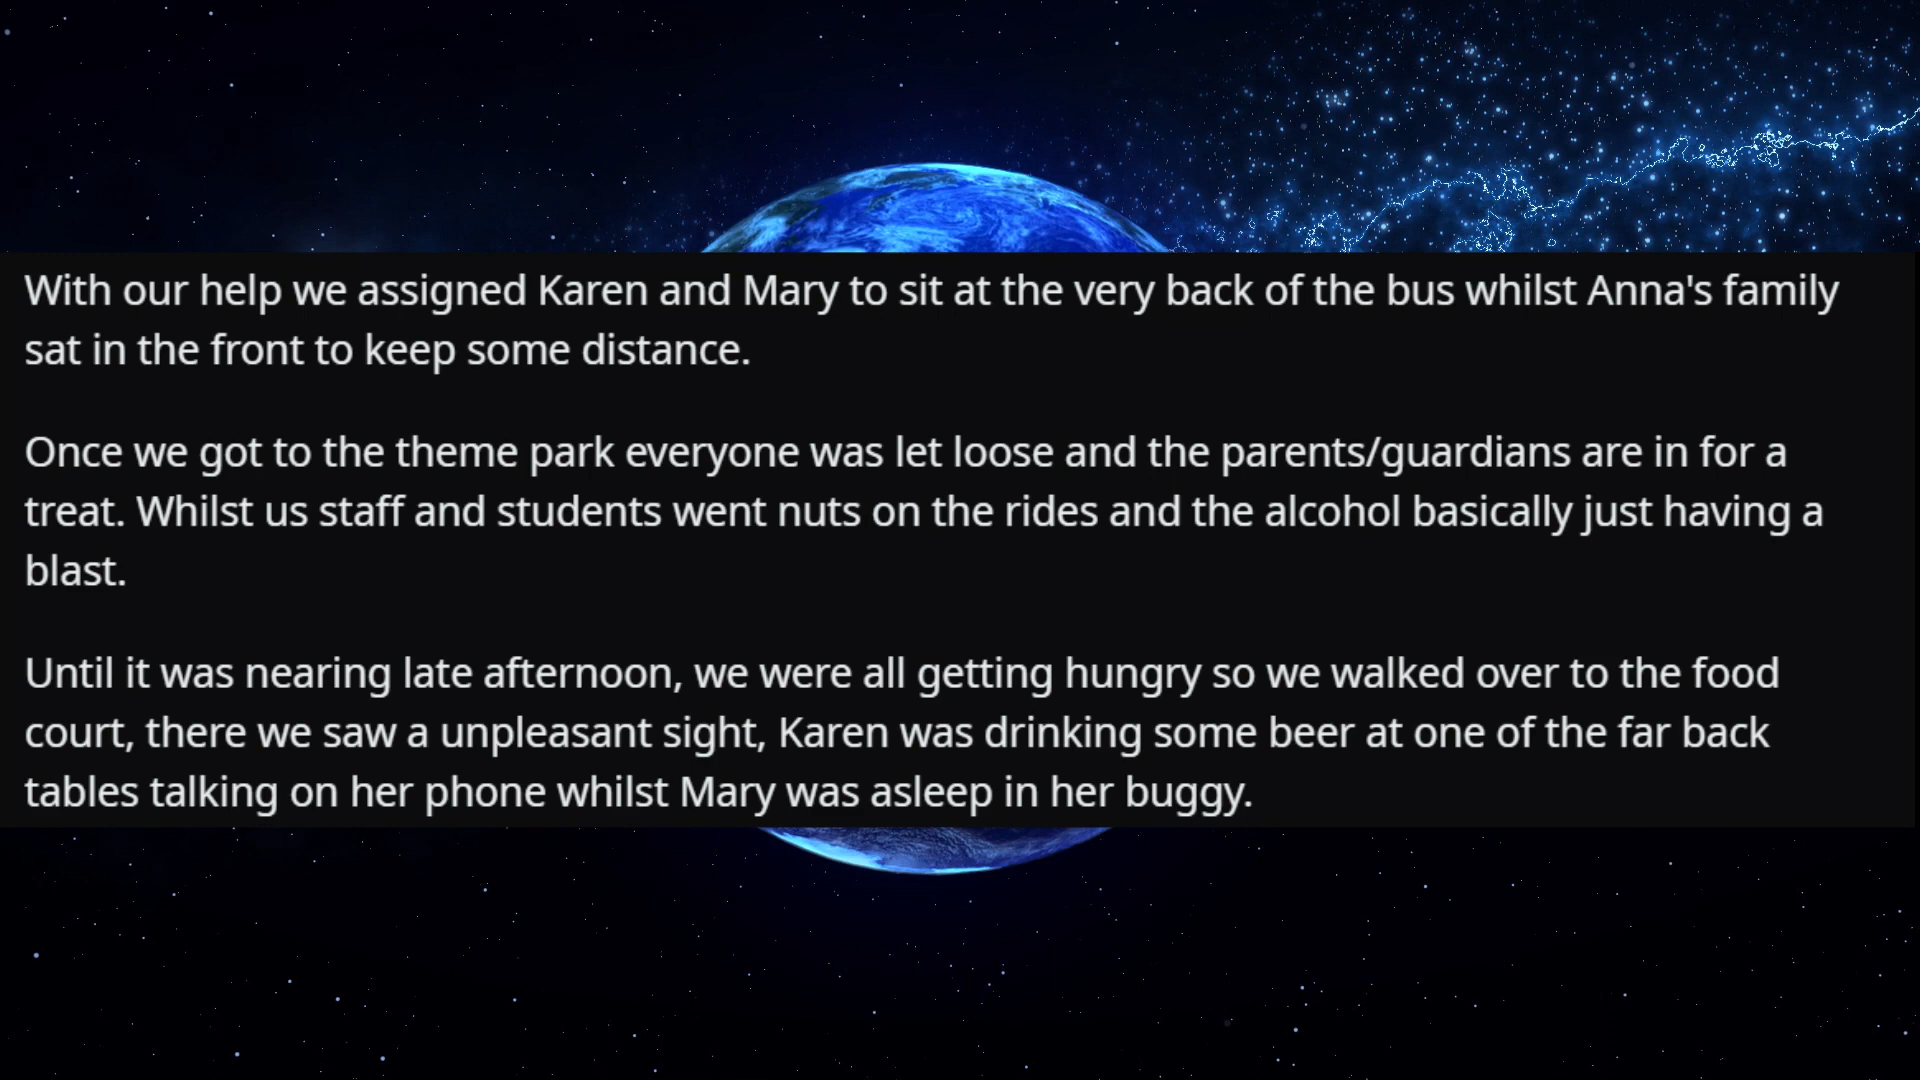 With our help we assigned Karen and Mary to sit at the very back of the bus whilst Anna's family
sat in the front to keep some distance.
Once we got to the theme park everyone was let loose and the parents/guardians are in for a
treat. Whilst us staff and students went nuts on the rides and the alcohol basically just having a
blast.
Until it was nearing late afternoon, we were all getting hungry so we walked over to the food
court, there we saw a unpleasant sight, Karen was drinking some beer at one of the far back
tables talking on her phone whilst Mary was asleep in her buggy.